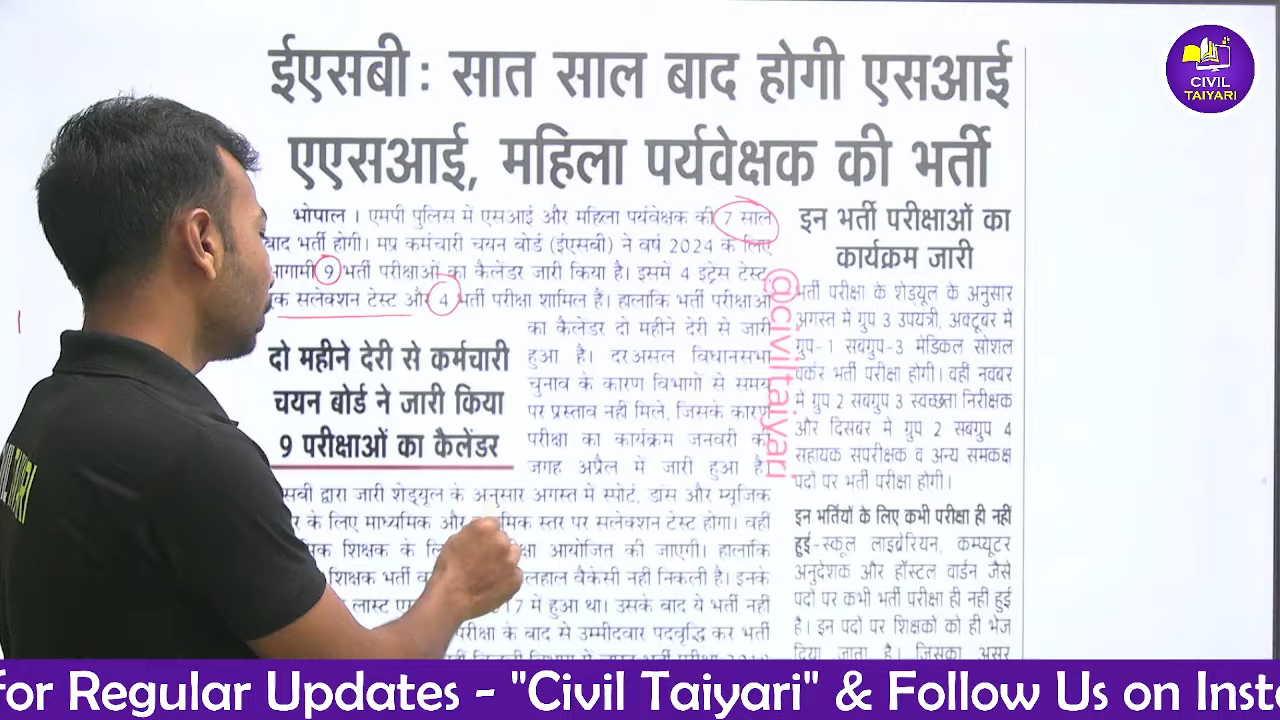 ईएसबी: सात साल बाद होगी एसआई
एएसआई, महिला पर्यवेक्षक की भर्ती
भोपाल। एमपी पुलिस में एसआई और महिला पर्यवेक्षक की 7 साल
बाद भर्ती होगी। मप्र कर्मचारी चयन बोर्ड (ईएसबी) ने वर्ष 2024 के लिए
आगामी 9 भर्ती परीक्षाओं का कैलेंडर जारी किया है। इसमें 4 इंट्रेंस टेस्ट,
एक सलेक्शन टेस्ट और 4 भर्ती परीक्षा शामिल हैं। हालांकि भर्ती परीक्षाओं
का कैलेंडर दो महीने देरी से जारी
हुआ है। दरअसल विधानसभा
चुनाव के कारण विभागों से समय
पर प्रस्ताव नहीं मिले, जिसके कारण
परीक्षा का कार्यक्रम जनवरी की
जगह अप्रैल में जारी हुआ है।
दो महीने देरी से कर्मचारी
चयन बोर्ड ने जारी किया
9 परीक्षाओं का कैलेंडर
द्वारा जारी शेड्यूल के अनुसार अगस्त में स्पोर्ट, डांस और म्यूजिक
के लिए माध्यमिक और स्तर पर सलेक्शन टेस्ट होगा। वहीं
शिक्षक के आयोजित की जाएगी। हालांकि
शिक्षक भर्ती वैकेंसी नहीं निकली है। इनके
लास्ट में हुआ था। उसके बाद ये भर्ती नहीं
परीक्षा के बाद से उम्मीदवार पदवृद्धि कर भर्ती
इन भर्ती परीक्षाओं का
कार्यक्रम जारी
भर्ती परीक्षा के शेड्यूल के अनुसार
अगस्त में ग्रुप 3 उपयंत्री, अक्टूबर में
ग्रुप-1 सबग्रुप-3 मेडिकल सोशल
वर्कर भर्ती परीक्षा होगी। वहीं नवंबर
में ग्रुप 2 सबग्रुप 3 स्वच्छता निरीक्षक
और दिसंबर में ग्रुप 2 सबग्रुप 4
सहायक संपरीक्षक व अन्य समकक्ष
पदों पर भर्ती परीक्षा होगी।
इन भर्तियों के लिए कभी परीक्षा ही नहीं
हुई-स्कूल लाइब्रेरियन, कम्प्यूटर
अनुदेशक और हॉस्टल वार्डन जैसे
पदों पर कभी भर्ती परीक्षा ही नहीं हुई
है। इन पदों पर शिक्षकों को ही भेज
दिया जाता है। जिसका असर
@civiltaiyari
CIVIL
TAIYARI
for Regular Updates - "Civil Taiyari" & Follow Us on Insta